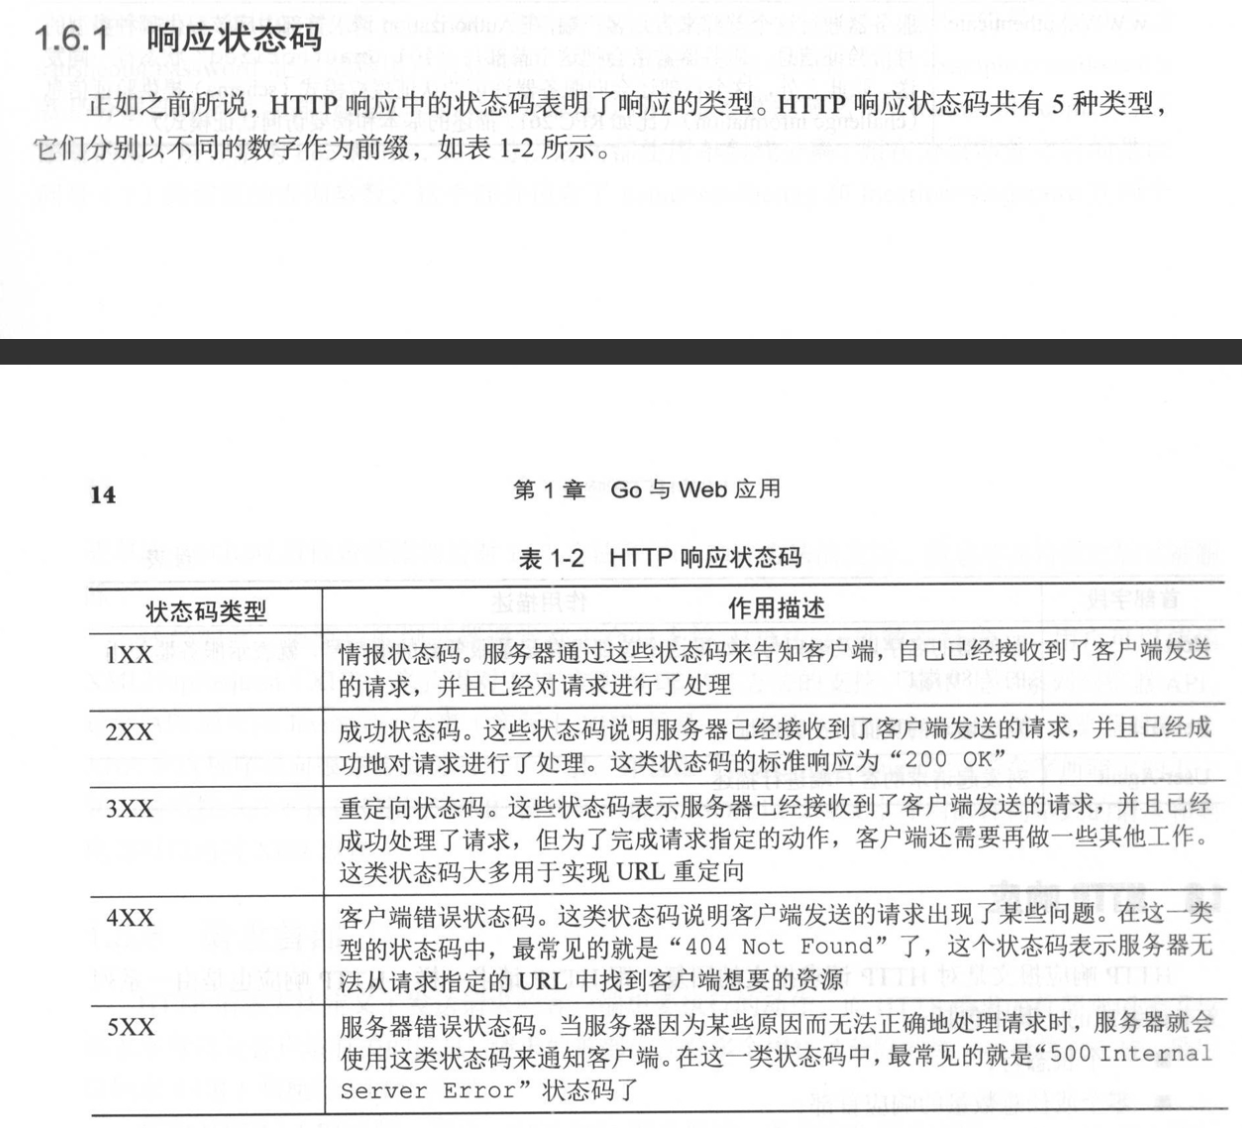 1.6.1 响应状态码
正如之前所说，HTTP 响应中的状态码表明了响应的类型。HTTP 响应状态码共有 5 种类型，
它们分别以不同的数字作为前缀，如表 1-2 所示。
14 第 1 章 Go 与 Web 应用
表 1-2 HTTP 响应状态码
状态码类型 作用描述
1XX 情报状态码。服务器通过这些状态码来告知客户端，自己已经接收到了客户端发送
的请求，并且已经对请求进行了处理
2XX 成功状态码。这些状态码说明服务器已经接收到了客户端发送的请求，并且已经成
功地对请求进行了处理。这类状态码的标准响应为“200 OK”
3XX 重定向状态码。这些状态码表示服务器已经接收到了客户端发送的请求，并且已经
成功处理了请求，但为了完成请求指定的动作，客户端还需要再做一些其他工作。
这类状态码大多用于实现 URL 重定向
4XX 客户端错误状态码。这类状态码说明客户端发送的请求出现了某些问题。在这一类
型的状态码中，最常见的就是“404 Not Found”了，这个状态码表示服务器无
法从请求指定的 URL 中找到客户端想要的资源
5XX 服务器错误状态码。当服务器因为某些原因而无法正确地处理请求时，服务器就会
使用这类状态码来通知客户端。在这一类状态码中，最常见的就是“500 Internal
Server Error”状态码了